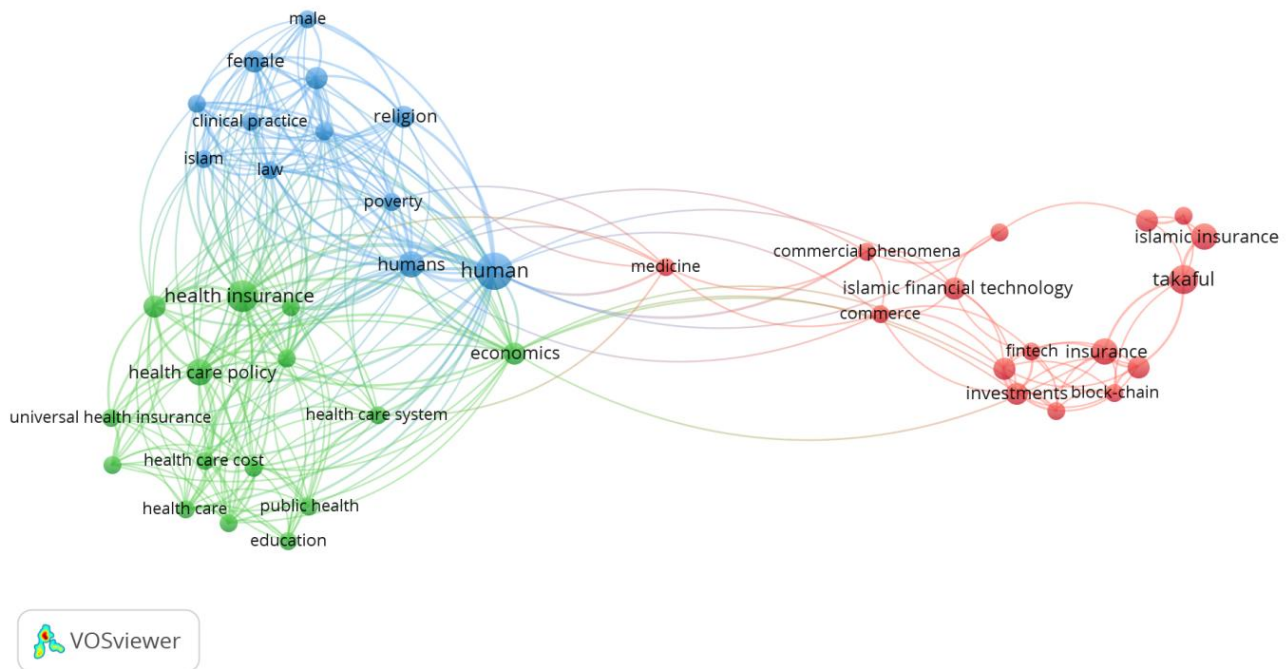 male
female
religion
clinical practice
islam
law
poverty
humans
human
medicine
commercial phenomena
islamic insurance
takaful
islamic financial technology
commerce
health insurance
economics
fintech
insurance
health care policy
investments
block-chain
universal health insurance
health care system
health care cost
health care
public health
education
VOSviewer